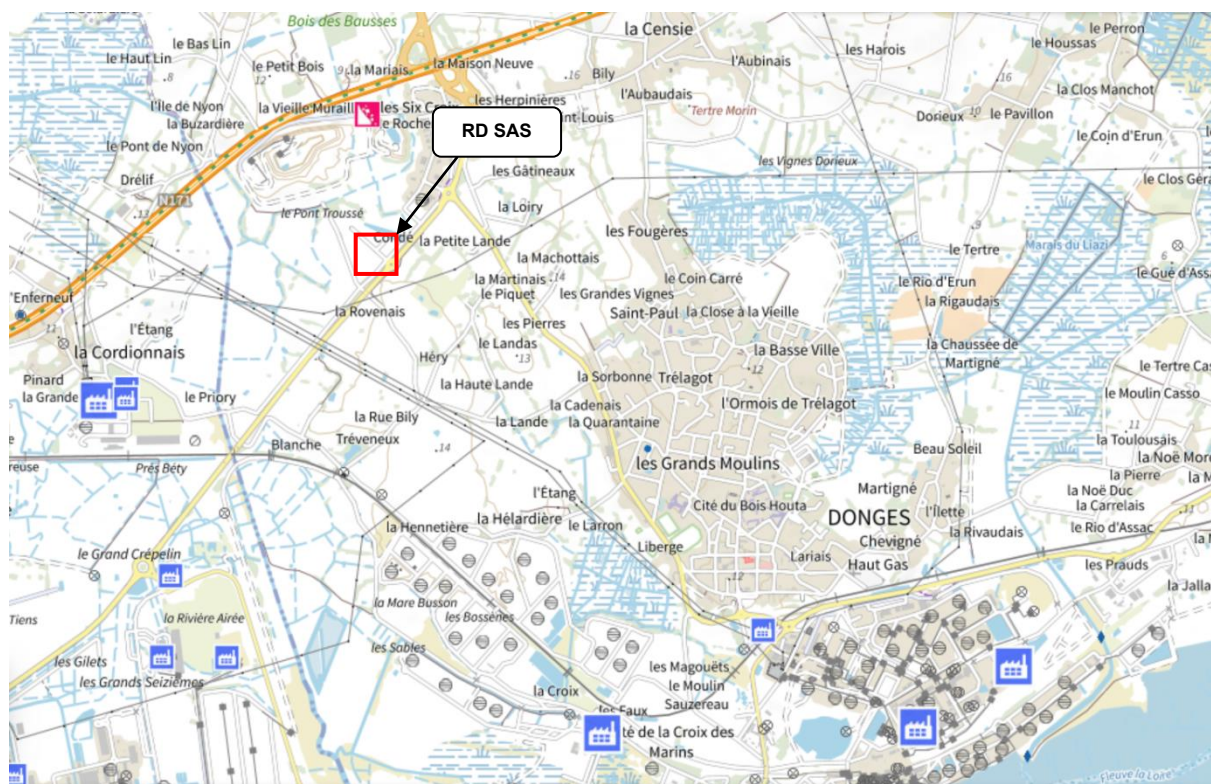 Bois des Bausses
la Censie
le Perron
le Houssas
le Bas Lin
le Haut Lin
le Petit Bois
la Mariais
la Maison Neuve
Bily
l'Aubinais
les Harois
la Clos Manchot
l'Île de Nyon
la Vieille Muraill
les Six C
les Herpinières
l'Aubaudais
Tertre Morin
Dorieux
le Pavillon
la Buzardière
le Roche
nt-Louis
RD SAS
le Coin d'Erun
le Pont de Nyon
les Vignes Dorieux
Drélif
les Gâtineaux
le Clos Géra
N171
le Pont Troussé
la Loiry
Condé
la Petite Lande
les Fougères
Marais du Liazi
la Machottais
le Tertre
l'Enferneuf
la Martinais
le Coin Carré
le Rio d'Erun
le Gué d'Assa
le Piquet
les Grandes Vignes
la Rigaudais
la Rovenais
Saint-Paul
la Close à la Vieille
l'Étang
les Pierres
la Cordionnais
le Landas
la Basse Ville
la Chaussée de
Martigné
Héry
le Tertre Cas
Pinard
la Grande
le Priory
la Haute Lande
la Sorbonne
Trélagot
le Moulin Casso
la Rue Bily
la Cadenais
l'Ormois de Trélagot
Blanche
Tréveneux
la Lande
la Quarantaine
la Toulousais
Beau Soleil
la Noë More
reuse
Prés Béty
les Grands Moulins
la Pierre
l'Étang
Martigné
la Noë Duc
la Hennetière
la Hélardière
le Larron
Cité du Bois Houta
DONGES
l'Îlette
la Carrelais
Chevigné
la Rivaudais
le Rio d'Assac
le Grand Crépelin
Liberge
Lariais
Haut Gas
les Prauds
la Jalla
la Mare Busson
Tiens
la Rivière Airée
les Bossènes
les Sables
les Gilets
les Magouëts
les Grands Seizièmes
la Croix
le Moulin
Sauzereau
les Eaux
té de la Croix des
Marins
Fleuve la Loire